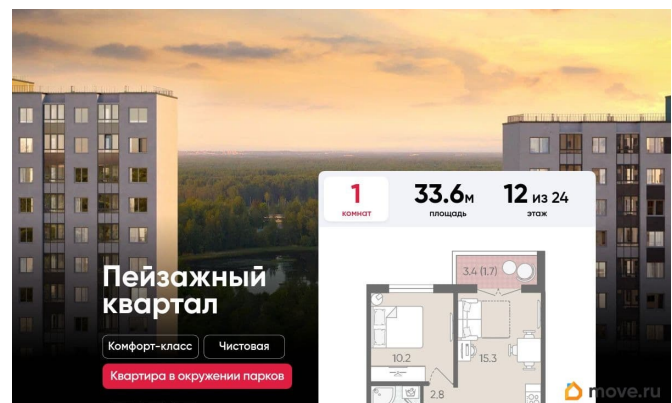 1 33.6м 12 из 24
комнат площадь этаж
Пейзажный
квартал
Комфорт-класс Чистовая
Квартира в окружении парков
3.4 (1.7)
10.2 15.3
2.8
move.ru